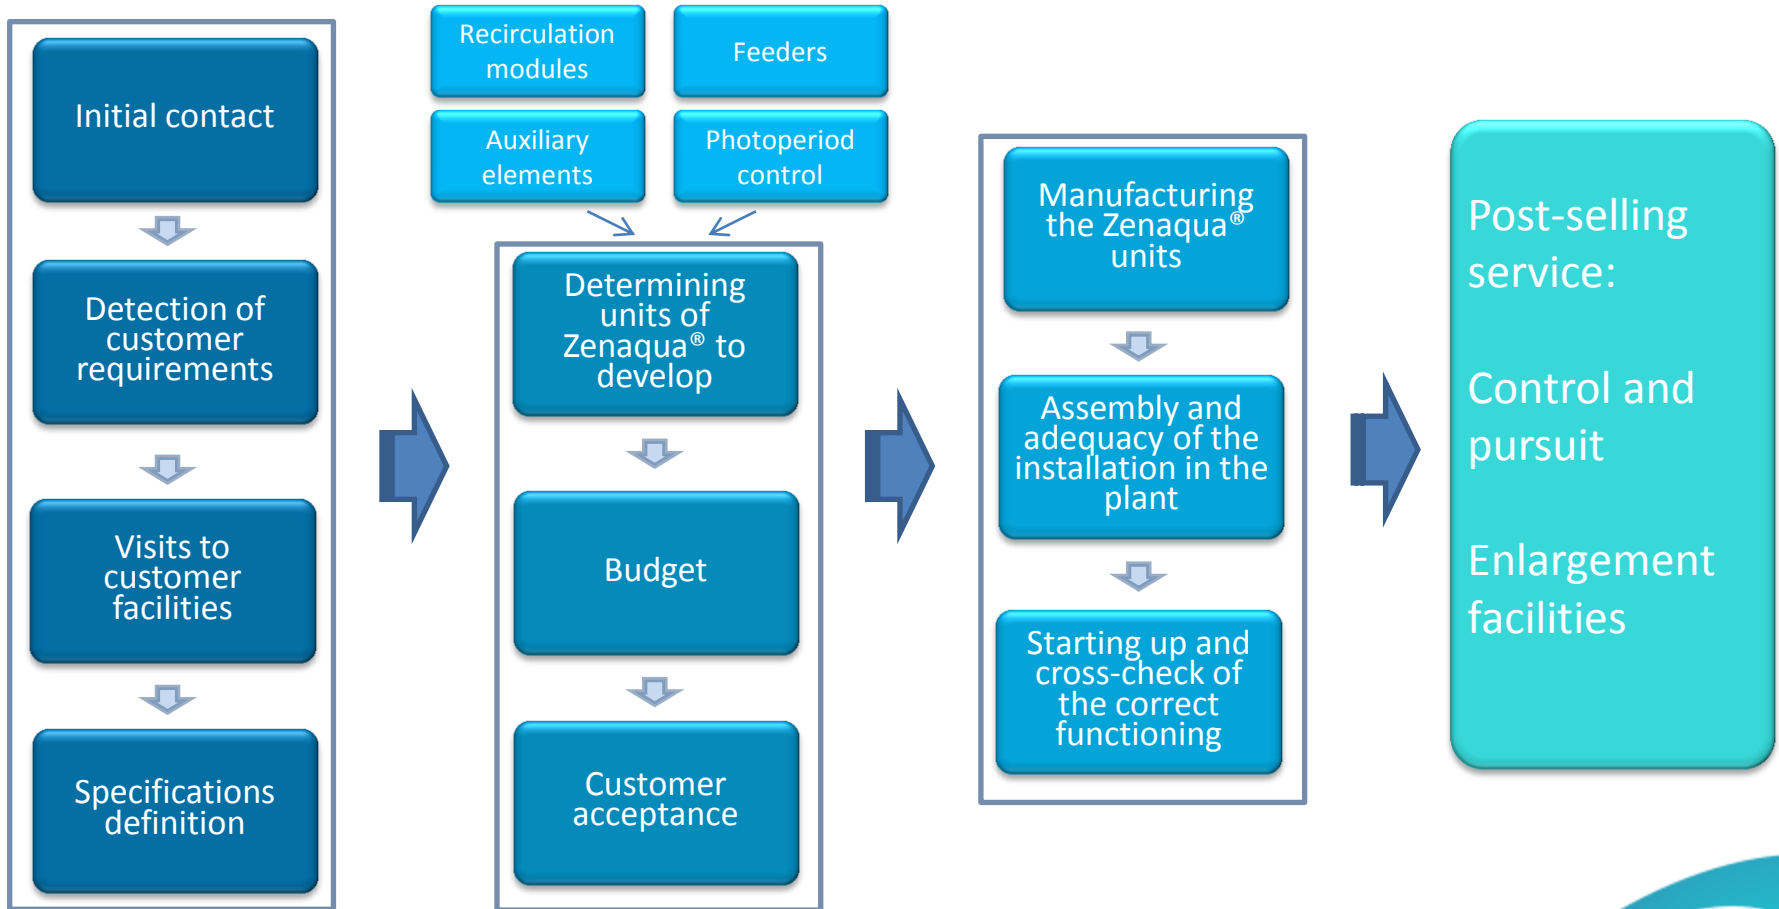 Initial contact
Detection of
customer
requirements
Visits to
customer
facilities
Specifications
definition
Recirculation
modules
Feeders
Auxiliary
elements
Photoperiod
control
Determining
units of
Zenaqua® to
develop
Budget
Customer
acceptance
Manufacturing
the Zenaqua®
units
Assembly and
adequacy of the
installation in the
plant
Starting up and
cross-check of
the correct
functioning
Post-selling
service:
Control and
pursuit
Enlargement
facilities